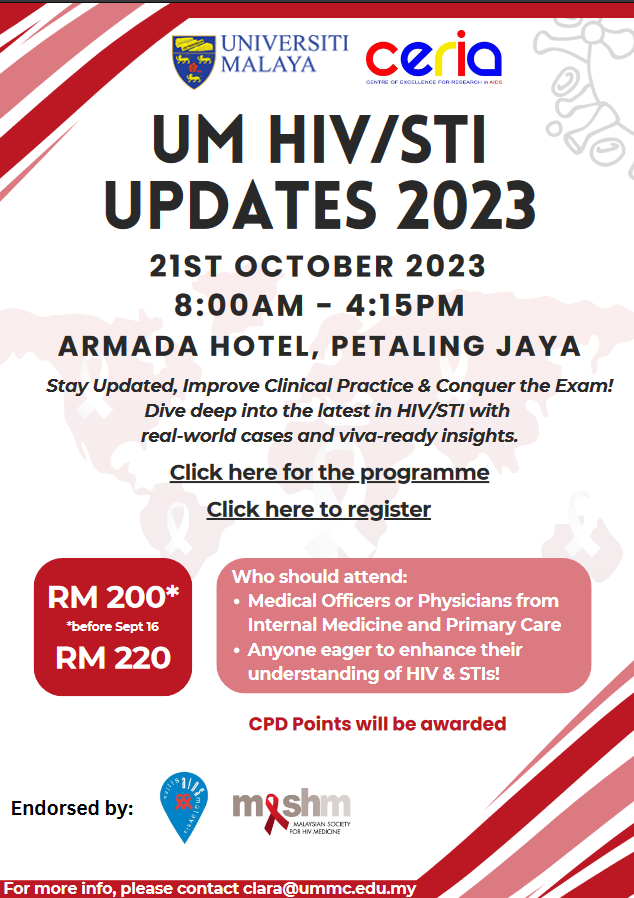 UNIVERSITI
MALAYA
ceria
CENTRE OF EXCELLENCE FOR RESEARCH in AIDS
UM HIV/STI
UPDATES 2023
21ST OCTOBER 2023
8:00AM - 4:15PM
ARMADA HOTEL, PETALING JAYA
Stay Updated, Improve Clinical Practice & Conquer the Exam!
Dive deep into the latest in HIV/STI with
real-world cases and viva-ready insights.
Click here for the programme
Click here to register
RM 200*
*before Sept 16
RM 220
Who should attend:
• Medical Officers or Physicians from
Internal Medicine and Primary Care
• Anyone eager to enhance their
understanding of HIV & STIs!
CPD Points will be awarded
Endorsed by:
malaysia
mashm
MALAYSIAN SOCIETY
FOR HIV MEDICINE
For more info, please contact clara@ummc.edu.my